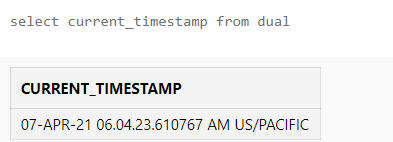 select current_timestamp from dual
CURRENT_TIMESTAMP
07-APR-21 06.04.23.610767 AM US/PACIFIC